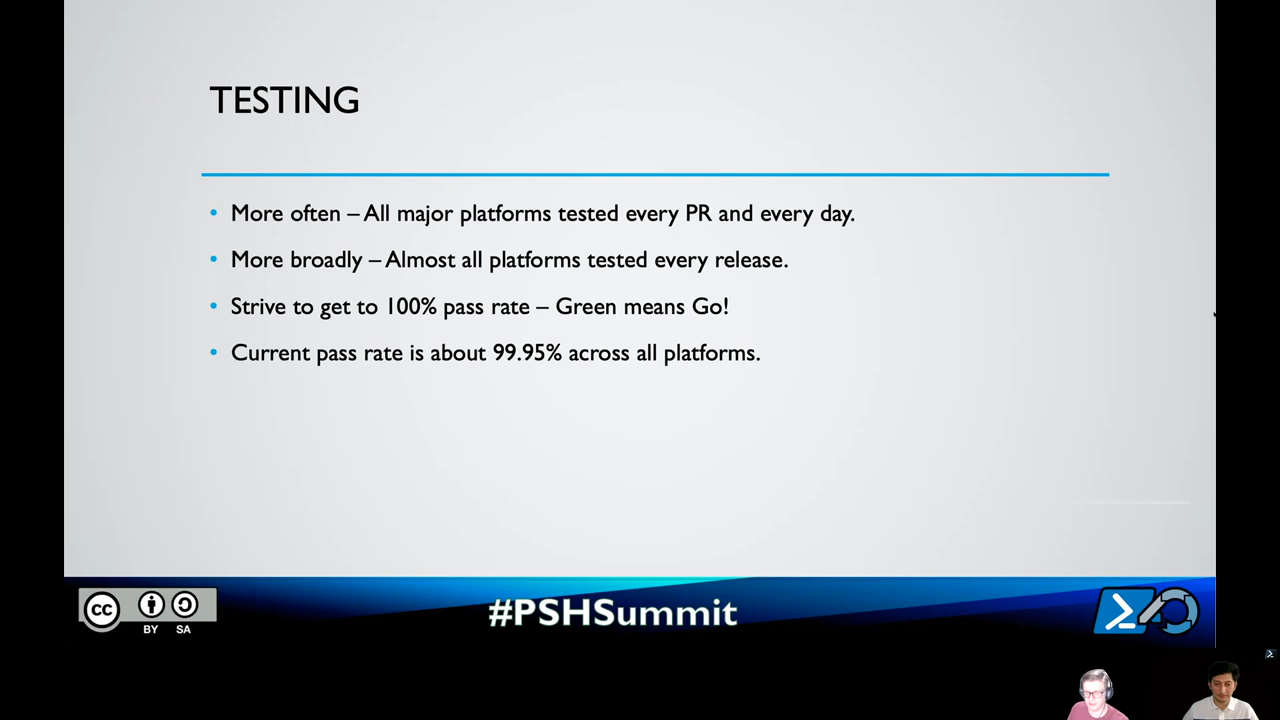 TESTING
• More often – All major platforms tested every PR and every day.
• More broadly – Almost all platforms tested every release.
• Strive to get to 100% pass rate – Green means Go!
• Current pass rate is about 99.95% across all platforms.
cc
BY SA
#PSHSummit